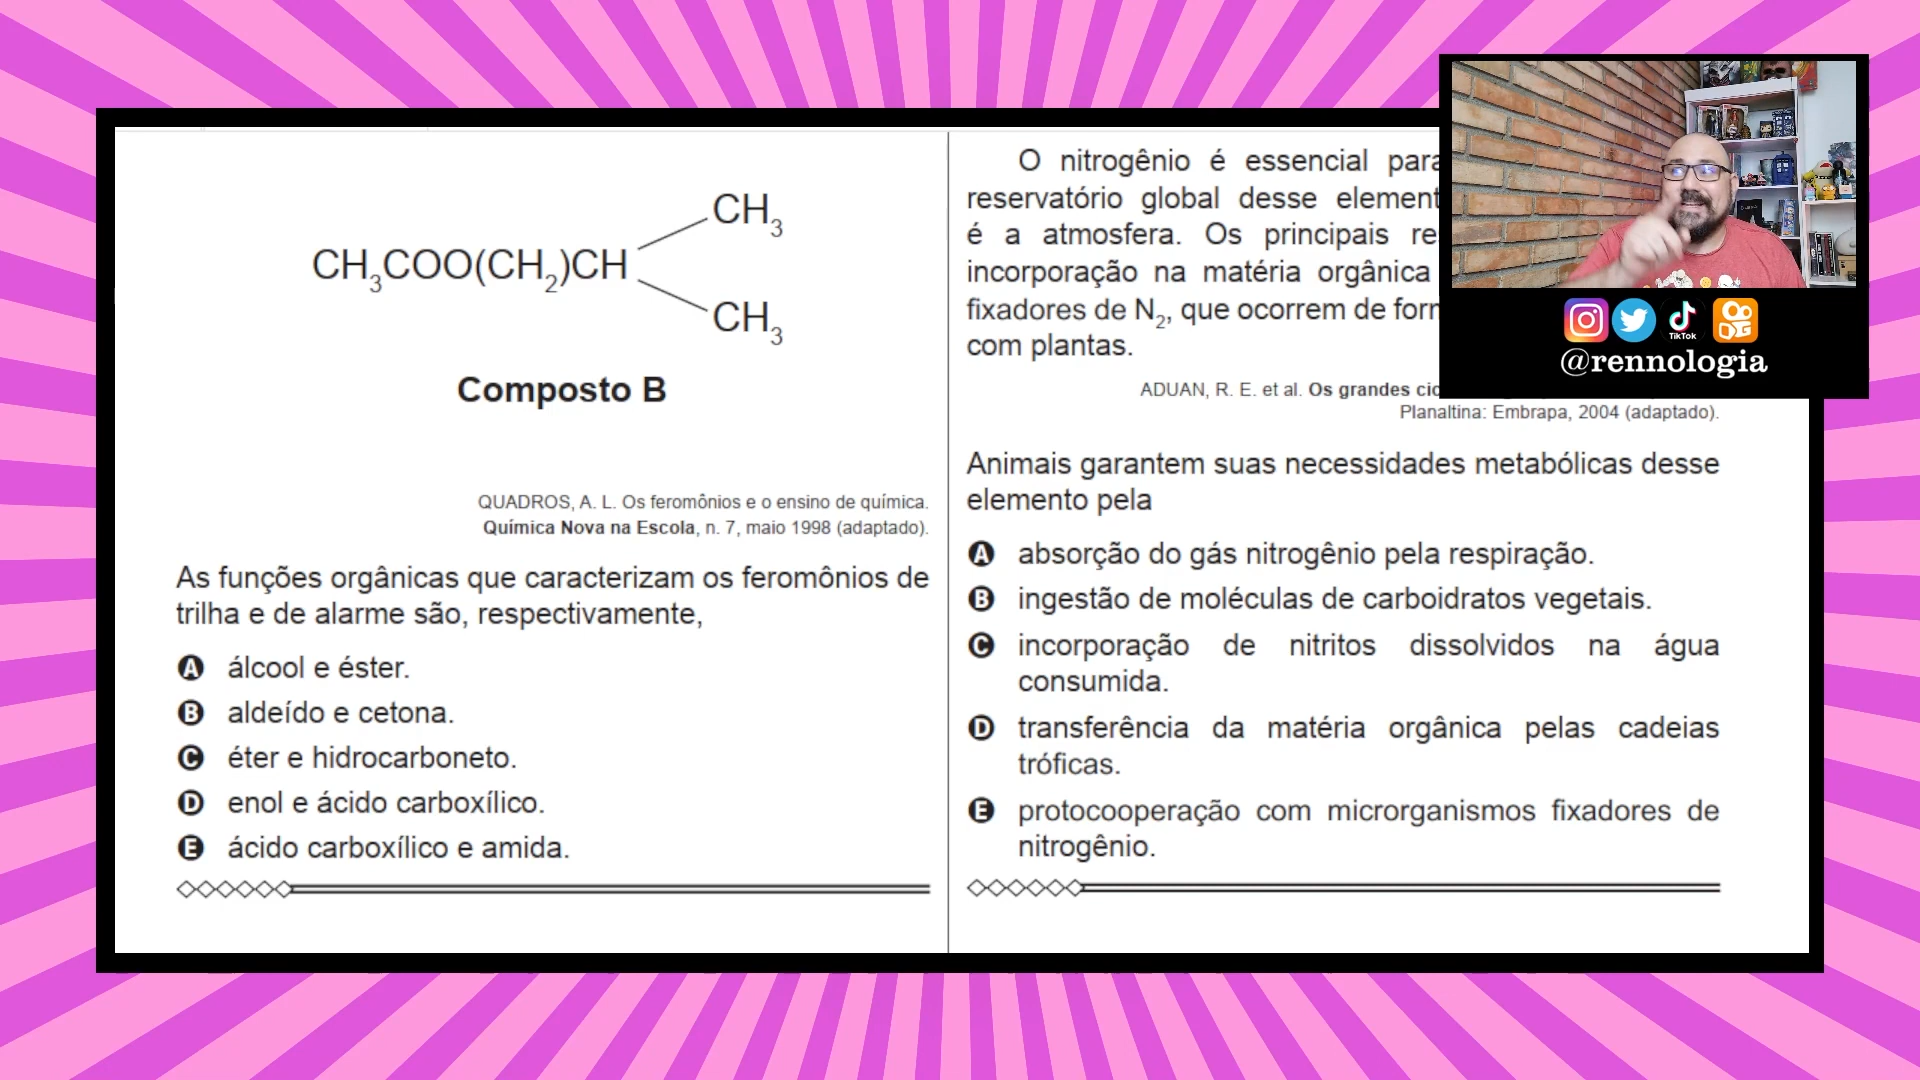 CH3
CH3COO(CH2)CH
CH3
Composto B
QUADROS, A. L. Os feromônios e o ensino de química.
Química Nova na Escola, n. 7, maio 1998 (adaptado).
As funções orgânicas que caracterizam os feromônios de
trilha e de alarme são, respectivamente,
A álcool e éster.
B aldeído e cetona.
C éter e hidrocarboneto.
D enol e ácido carboxílico.
E ácido carboxílico e amida.
O nitrogênio é essencial para
reservatório global desse
é a atmosfera. Os principais
incorporação na matéria orgânica
fixadores de N2, que ocorrem de
com plantas.
ADUAN, R. E. et al. Os grandes
Planaltina: Embrapa, 2004 (adaptado).
Animais garantem suas necessidades metabólicas desse
elemento pela
A absorção do gás nitrogênio pela respiração.
B ingestão de moléculas de carboidratos vegetais.
C incorporação de nitritos dissolvidos na água
consumida.
D transferência da matéria orgânica pelas cadeias
tróficas.
E protocooperação com microrganismos fixadores de
nitrogênio.
TikTok
@rennologia